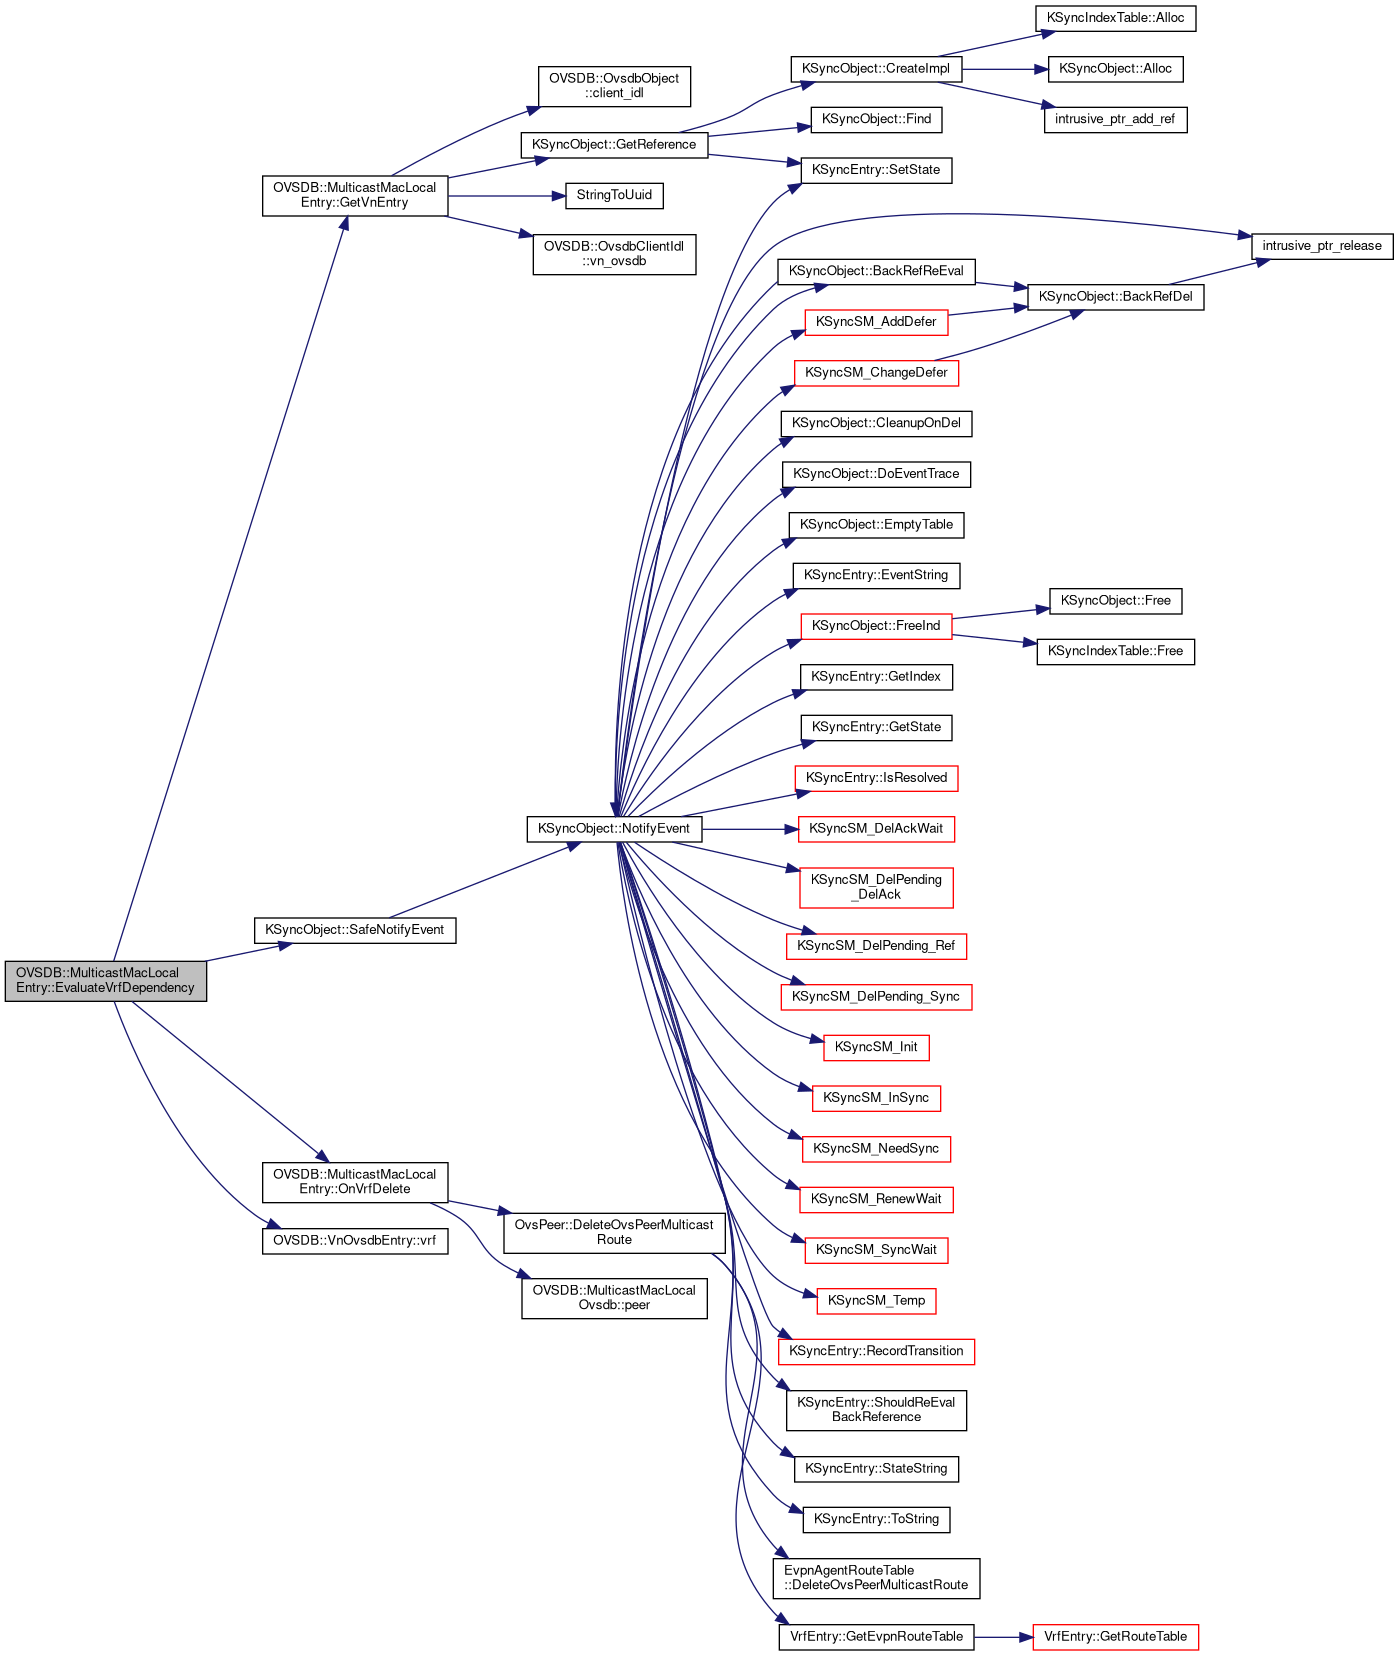 KSyncIndexTable::Alloc
KSyncObject::CreateImpl
KSyncObject::Alloc
OVSDB::OvsdbObject
::client_idl
KSyncObject::Find
intrusive_ptr_add_ref
KSyncObject::GetReference
KSyncEntry::SetState
OVSDB::MulticastMacLocal
Entry::GetVnEntry
StringToUuid
OVSDB::OvsdbClientIdl
::vn_ovsdb
intrusive_ptr_release
KSyncObject::BackRefReEval
KSyncObject::BackRefDel
KSyncSM_AddDefer
KSyncSM_ChangeDefer
KSyncObject::CleanupOnDel
KSyncObject::DoEventTrace
KSyncObject::EmptyTable
KSyncEntry::EventString
KSyncObject::Free
KSyncObject::FreeInd
KSyncIndexTable::Free
KSyncEntry::GetIndex
KSyncEntry::GetState
KSyncEntry::IsResolved
KSyncObject::NotifyEvent
KSyncSM_DelAckWait
KSyncSM_DelPending
_DelAck
KSyncObject::SafeNotifyEvent
KSyncSM_DelPending_Ref
OVSDB::MulticastMacLocal
Entry::EvaluateVrfDependency
KSyncSM_DelPending_Sync
KSyncSM_Init
KSyncSM_InSync
KSyncSM_NeedSync
OVSDB::MulticastMacLocal
Entry::OnVrfDelete
KSyncSM_RenewWait
OvsPeer::DeleteOvsPeerMulticast
Route
OVSDB::VnOvsdbEntry::vrf
KSyncSM_SyncWait
OVSDB::MulticastMacLocal
Ovsdb::peer
KSyncSM_Temp
KSyncEntry::RecordTransition
KSyncEntry::ShouldReEval
BackReference
KSyncEntry::StateString
KSyncEntry::ToString
EvpnAgentRouteTable
::DeleteOvsPeerMulticastRoute
VrfEntry::GetEvpnRouteTable
VrfEntry::GetRouteTable